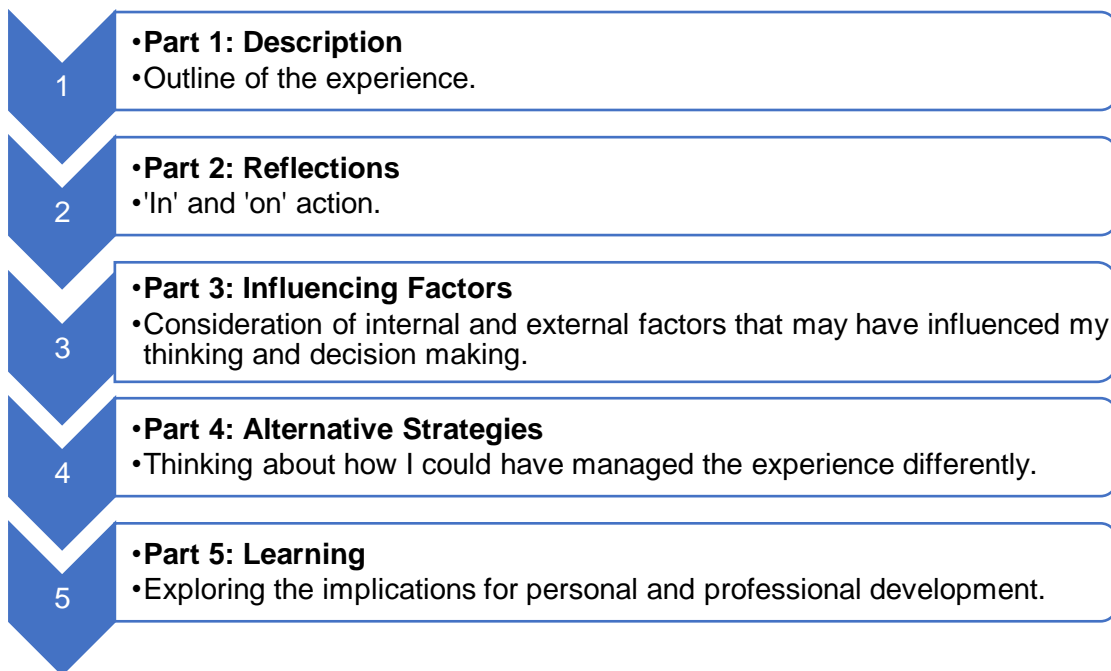 1
•Part 1: Description
•Outline of the experience.
2
•Part 2: Reflections
•'In' and 'on' action.
3
•Part 3: Influencing Factors
•Consideration of internal and external factors that may have influenced my
thinking and decision making.
4
•Part 4: Alternative Strategies
•Thinking about how I could have managed the experience differently.
5
•Part 5: Learning
•Exploring the implications for personal and professional development.